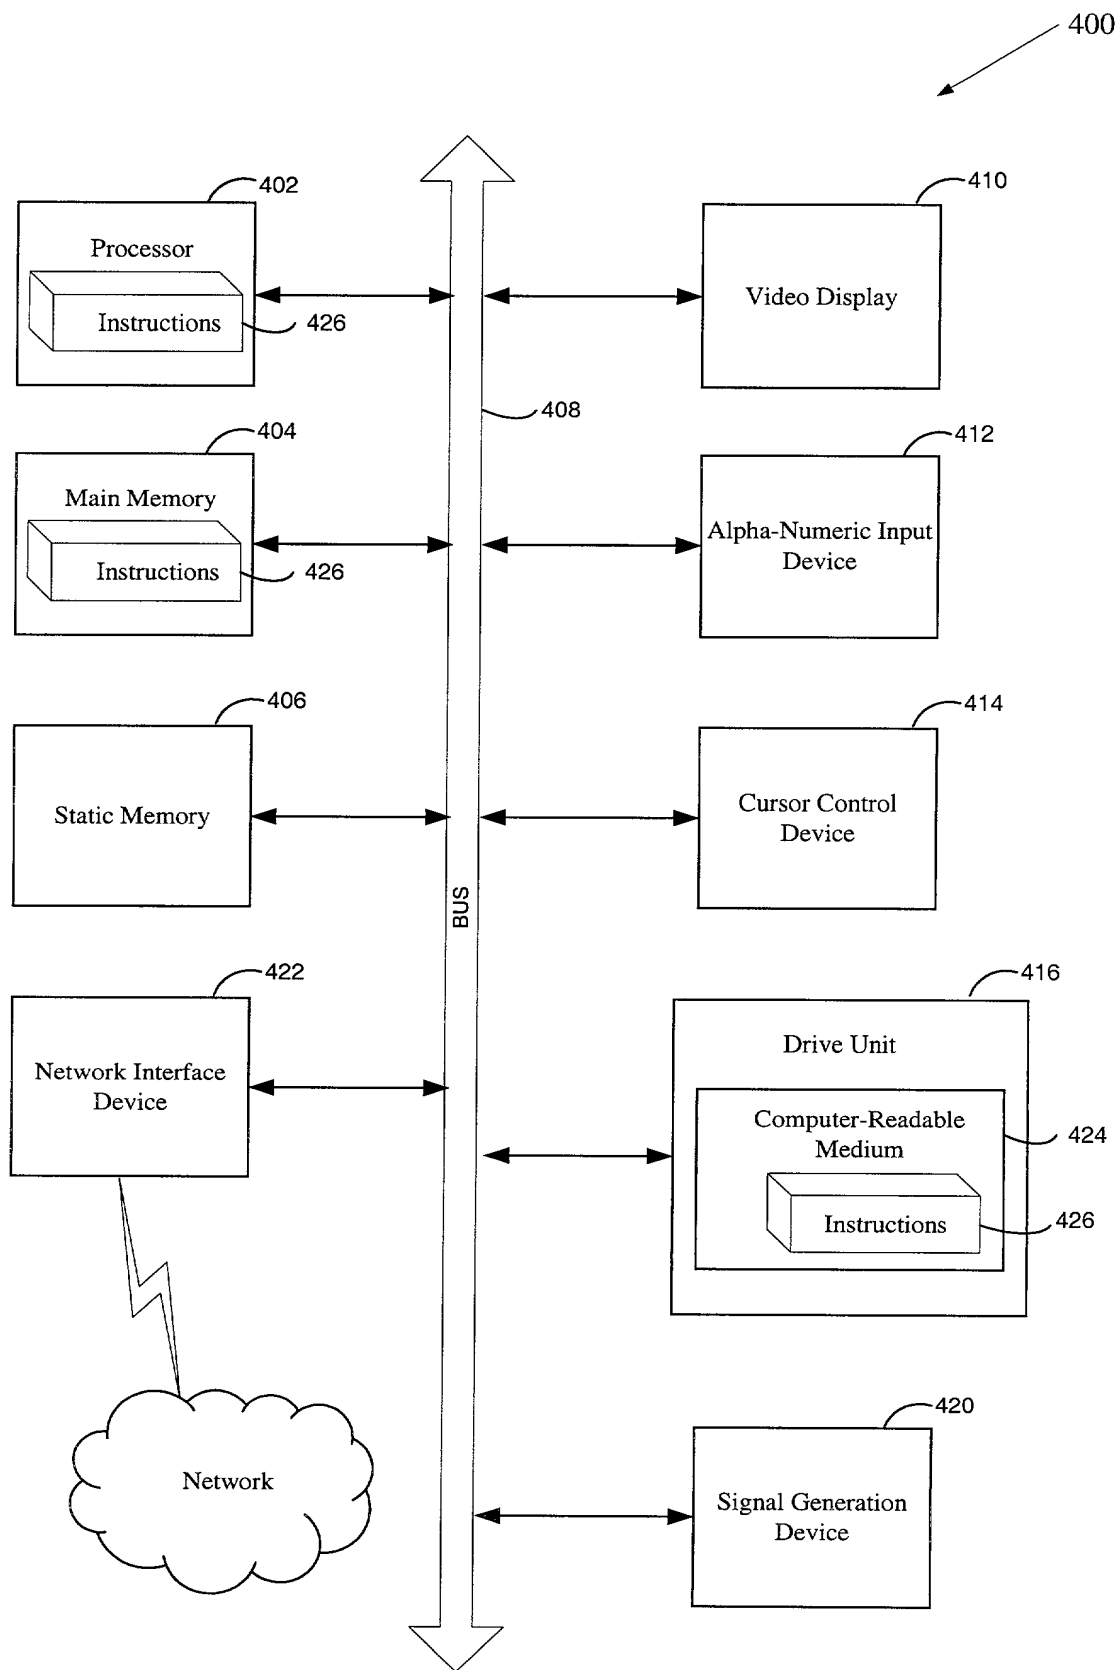 400
402
Processor
Instructions
426
410
Video Display
408
404
Main Memory
Instructions
426
412
Alpha-Numeric Input
Device
406
Static Memory
414
Cursor Control
Device
BUS
422
Network Interface
Device
416
Drive Unit
Computer-Readable
Medium
424
Instructions
426
Network
420
Signal Generation
Device